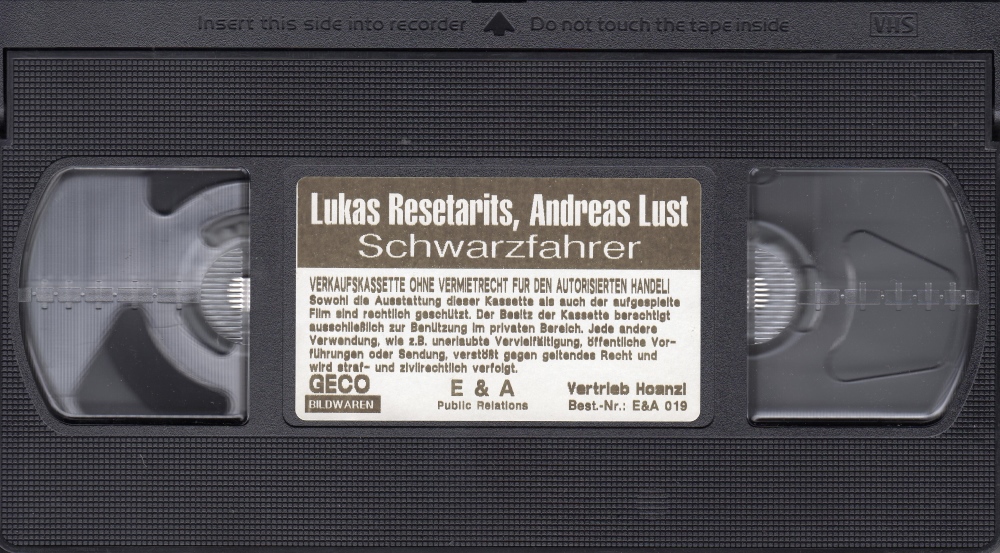 Insert this side into recorder Do not touch the tape inside VHS
Lukas Resetarits, Andreas Lust
Schwarzfahrer
VERKAUFSKASSETTE OHNE VERMIETRECHT FÜR DEN AUTORISIERTEN HANDEL!
Sowohl die Ausstattung dieser Kassette als auch der aufgespielte
Film sind rechtlich geschützt. Der Besitz der Kassette berechtigt
ausschließlich zur Benützung im privaten Bereich. Jede andere
Verwendung, wie z.B. unerlaubte Vervielfältigung, öffentliche Vor-
führungen oder Sendung, verstößt gegen geltendes Recht und
wird straf- und zivilrechtlich verfolgt.
GECO
BILDWAREN
E & A
Public Relations
Vertrieb Hoanzl
Best.-Nr.: E&A 019